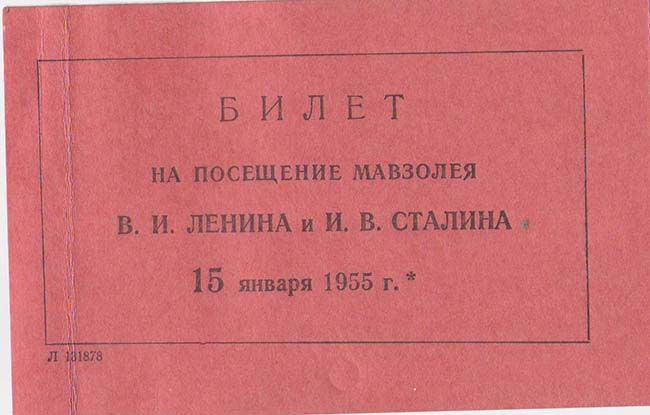 БИЛЕТ
НА ПОСЕЩЕНИЕ МАВЗОЛЕЯ
В. И. ЛЕНИНА и И. В. СТАЛИНА
15 января 1955 г.*
Л 131878